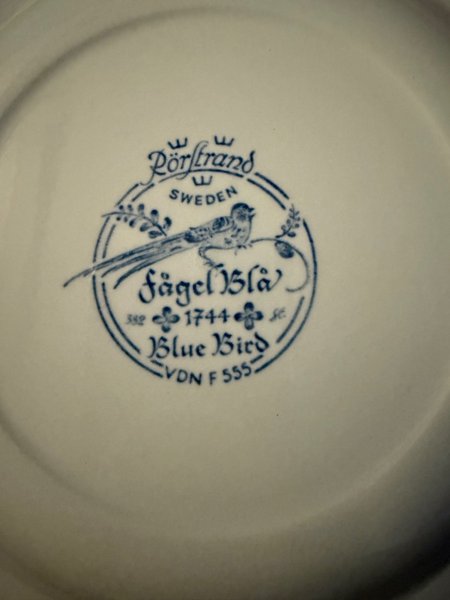 Rörstrand
SWEDEN
Fågel Blå
1744
Blue Bird
VDN F 555